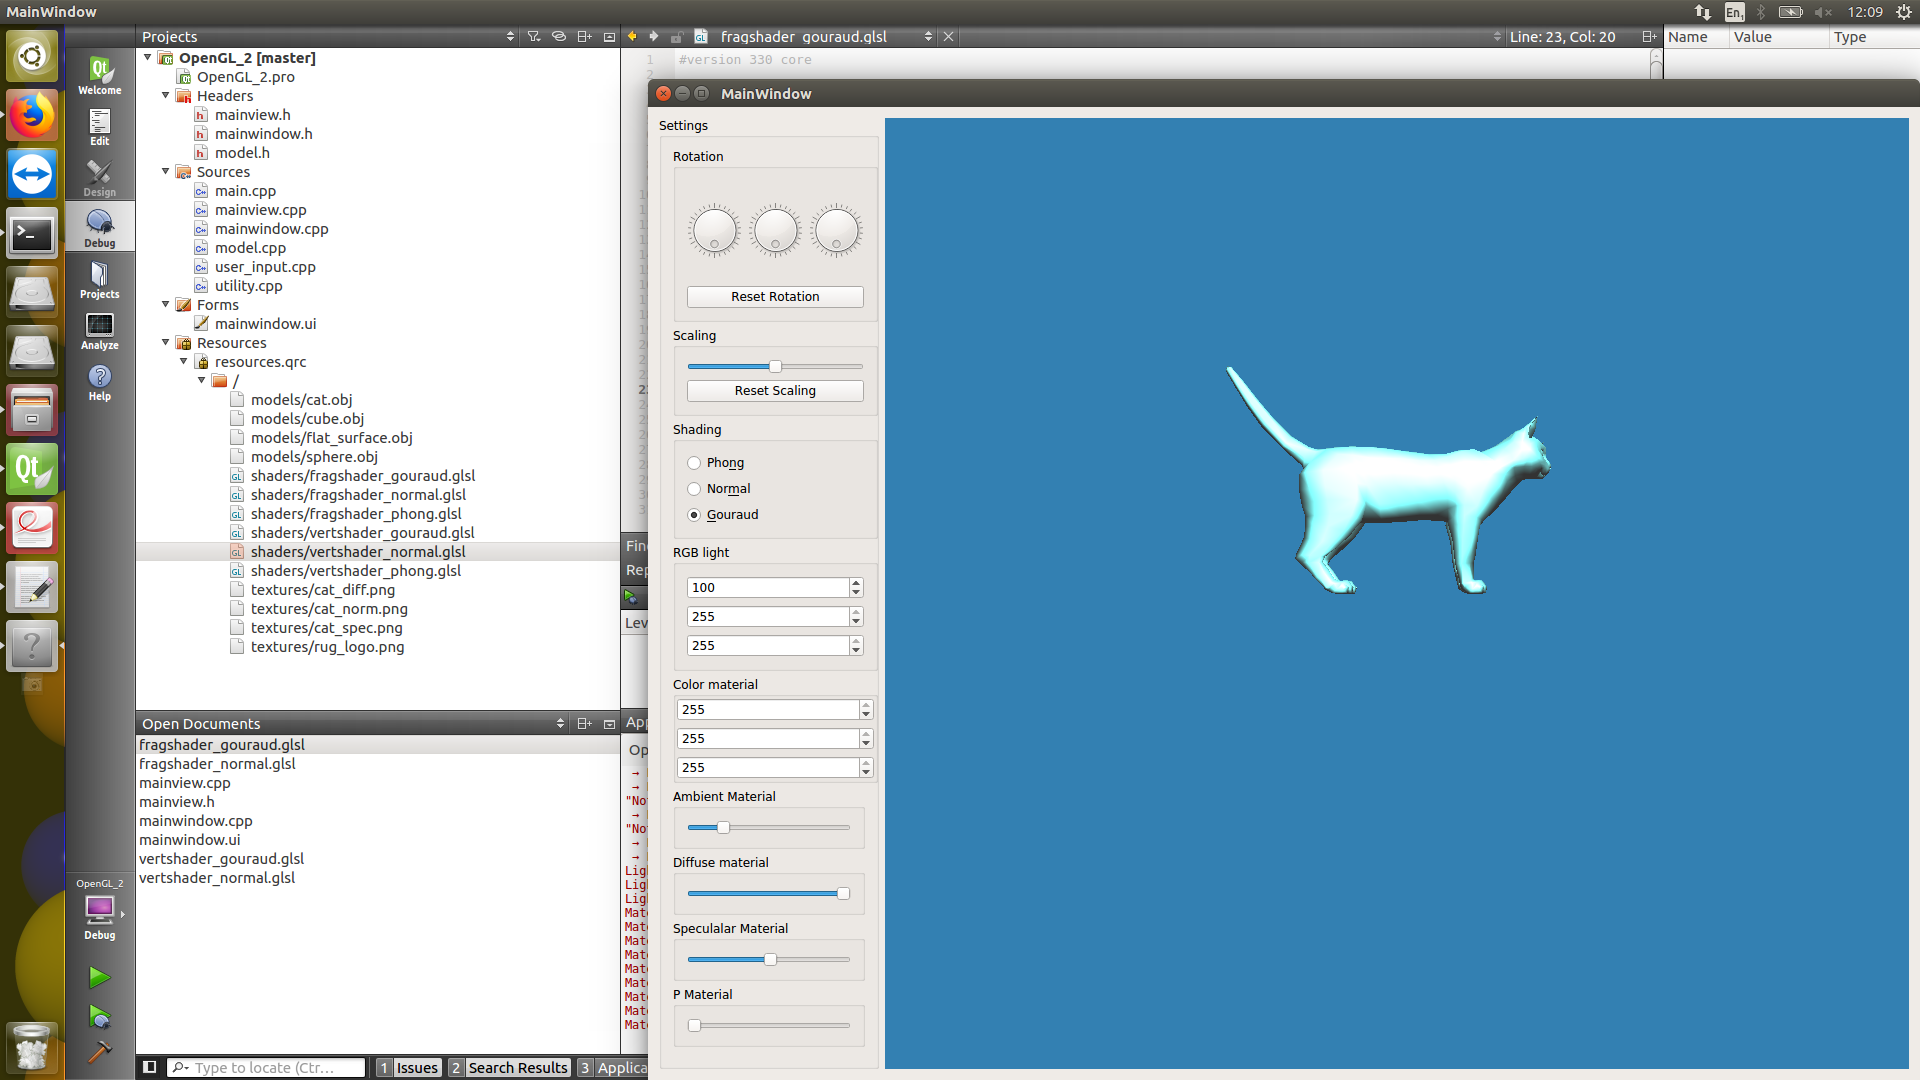 MainWindow
En1
12:09
Projects
fragshader_gouraud.glsl
Line: 23, Col: 20
Name
Value
Type
Welcome
Edit
Design
Debug
Projects
Analyze
Help
OpenGL_2
Debug
OpenGL_2 [master]
OpenGL_2.pro
Headers
mainview.h
mainwindow.h
model.h
Sources
main.cpp
mainview.cpp
mainwindow.cpp
model.cpp
user_input.cpp
utility.cpp
Forms
mainwindow.ui
Resources
resources.qrc
/
models/cat.obj
models/cube.obj
models/flat_surface.obj
models/sphere.obj
shaders/fragshader_gouraud.glsl
shaders/fragshader_normal.glsl
shaders/fragshader_phong.glsl
shaders/vertshader_gouraud.glsl
shaders/vertshader_normal.glsl
shaders/vertshader_phong.glsl
textures/cat_diff.png
textures/cat_norm.png
textures/cat_spec.png
textures/rug_logo.png
Open Documents
fragshader_gouraud.glsl
fragshader_normal.glsl
mainview.cpp
mainview.h
mainwindow.cpp
mainwindow.ui
vertshader_gouraud.glsl
vertshader_normal.glsl
Type to locate (Ctr...
1 Issues
2 Search Results
3 Applica
1 #version 330 core
2
MainWindow
Settings
Rotation
Reset Rotation
Scaling
Reset Scaling
Shading
Phong
Normal
Gouraud
RGB light
100
255
255
Color material
255
255
255
Ambient Material
Diffuse material
Speculalar Material
P Material